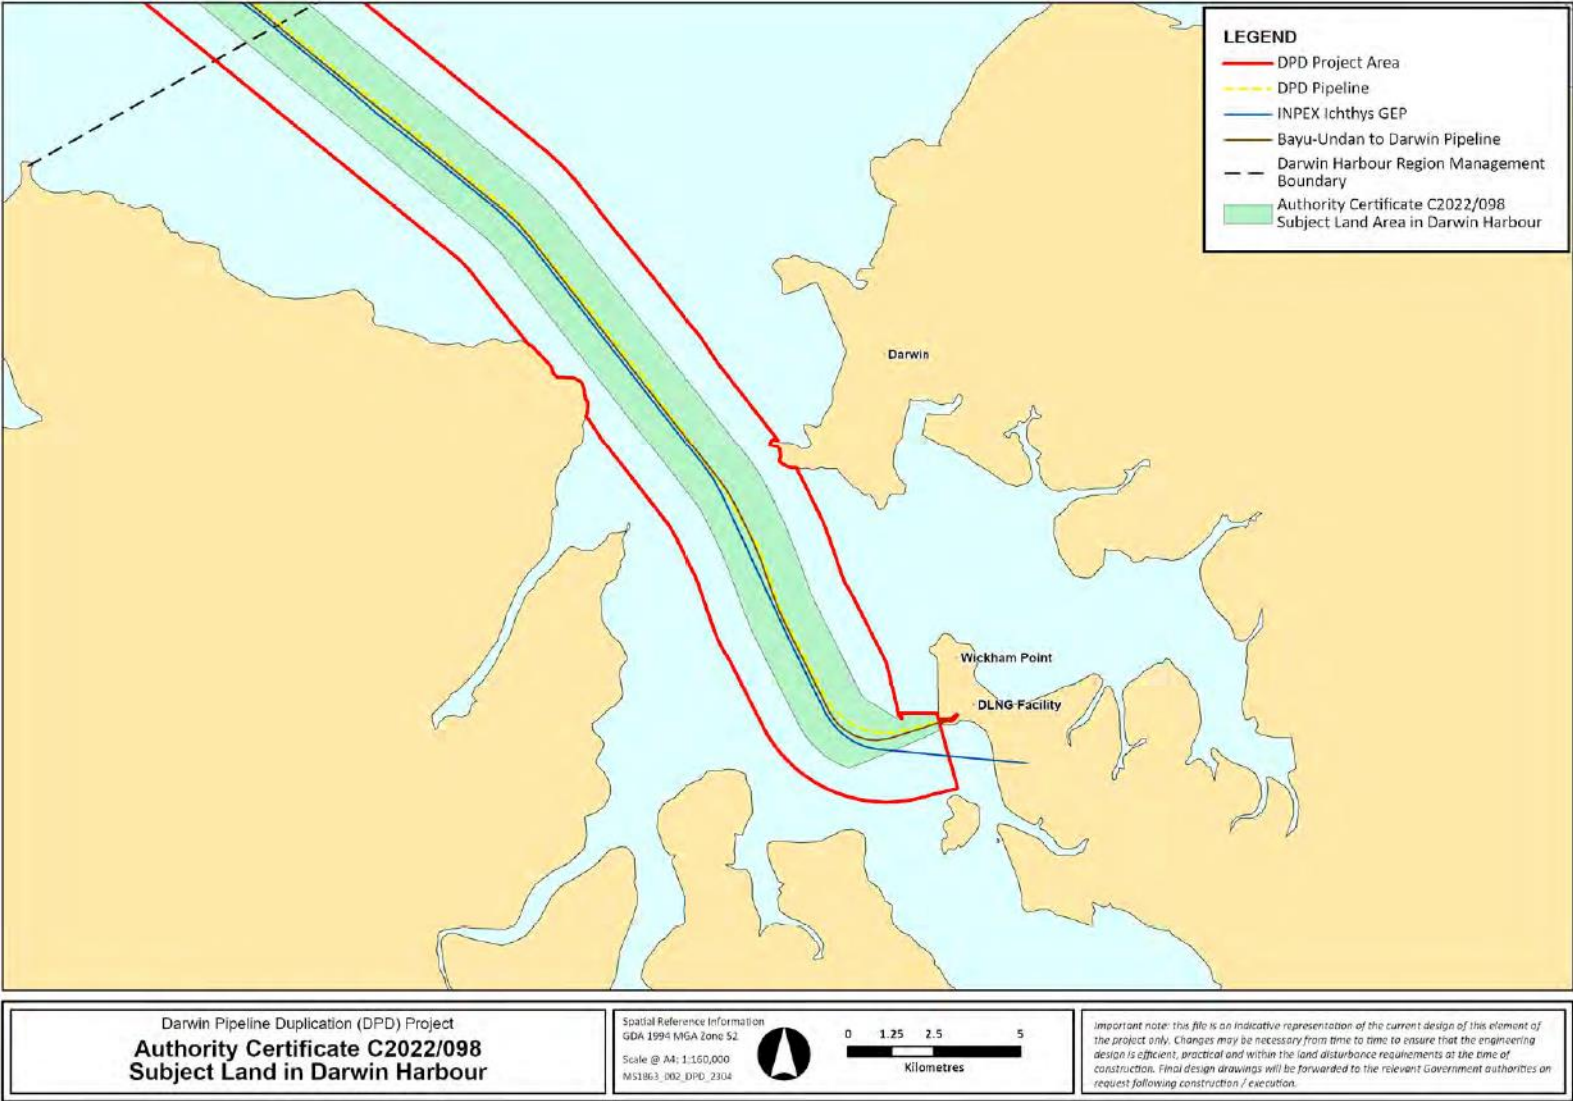 LEGEND
DPD Project Area
DPD Pipeline
INPEX Ichthys GEP
Bayu-Undan to Darwin Pipeline
Darwin Harbour Region Management
Boundary
Authority Certificate C2022/098
Subject Land Area in Darwin Harbour
Darwin
Wickham Point
DLNG Facility
Darwin Pipeline Duplication (DPD) Project
Authority Certificate C2022/098
Subject Land in Darwin Harbour
Spatial Reference Information
GDA 1994 MGA Zone 52
Scale @ A4: 1:160,000
MS1863_002_DPD_2304
0 1.25 2.5 5
Kilometres
Important note: this file is an indicative representation of the current design of this element of
the project only. Changes may be necessary from time to time to ensure that the engineering
design is efficient, practical and within the land disturbance requirements at the time of
construction. Final design drawings will be forwarded to the relevant Government authorities on
request following construction / execution.